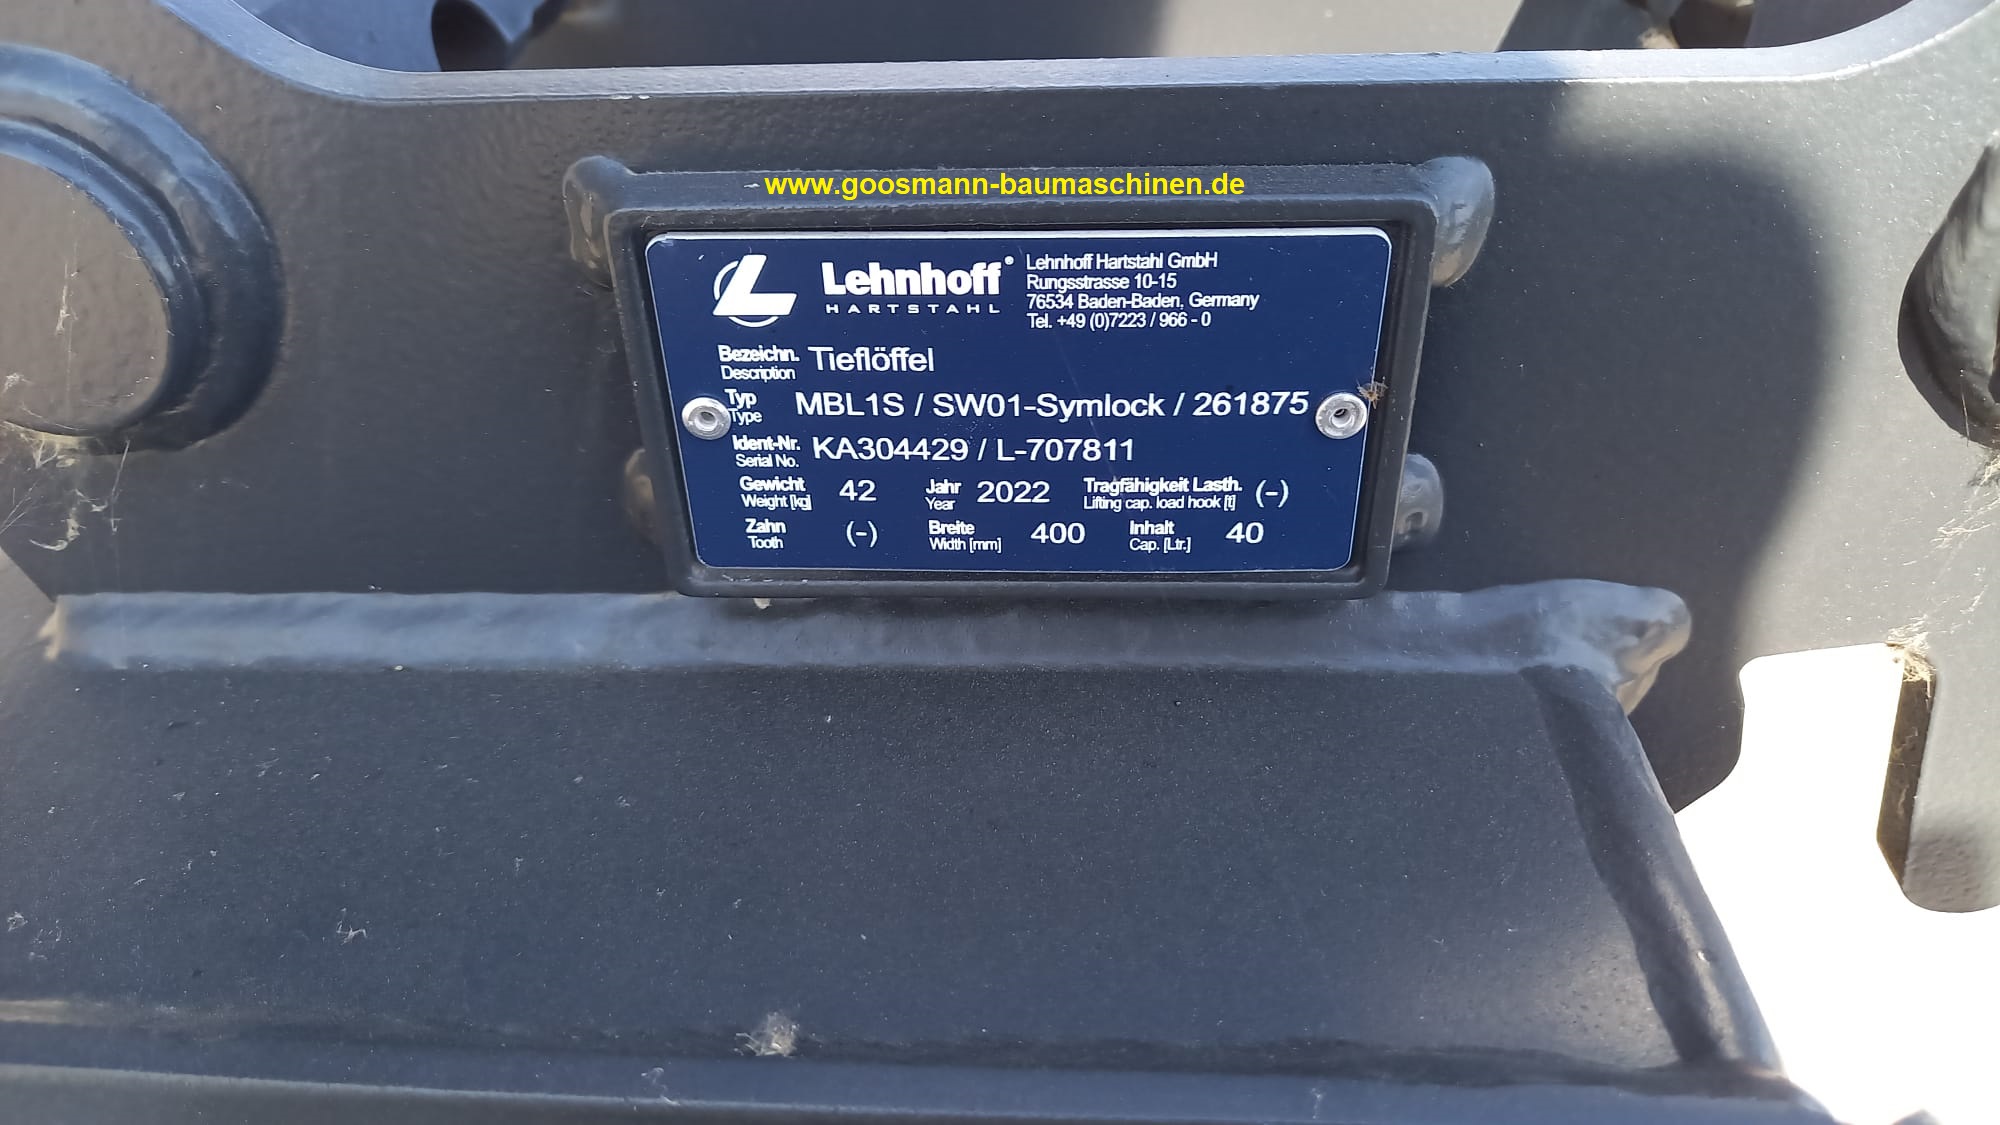 www.goosmann-baumaschinen.de
Lehnhoff®
HARTSTAHL
Lehnhoff Hartstahl GmbH
Rungsstrasse 10-15
76534 Baden-Baden, Germany
Tel. +49 (0)7223 / 966 - 0
Bezeichn. Tieflöffel
Description
Typ MBL1S / SW01-Symlock / 261875
Type
Ident-Nr. KA304429 / L-707811
Serial No.
Gewicht 42 Jahr 2022 Tragfähigkeit Lasth. (-)
Weight [kg] Year Lifting cap. load hook [t]
Zahn (-) Breite 400 Inhalt 40
Tooth Width [mm] Cap. [Ltr.]